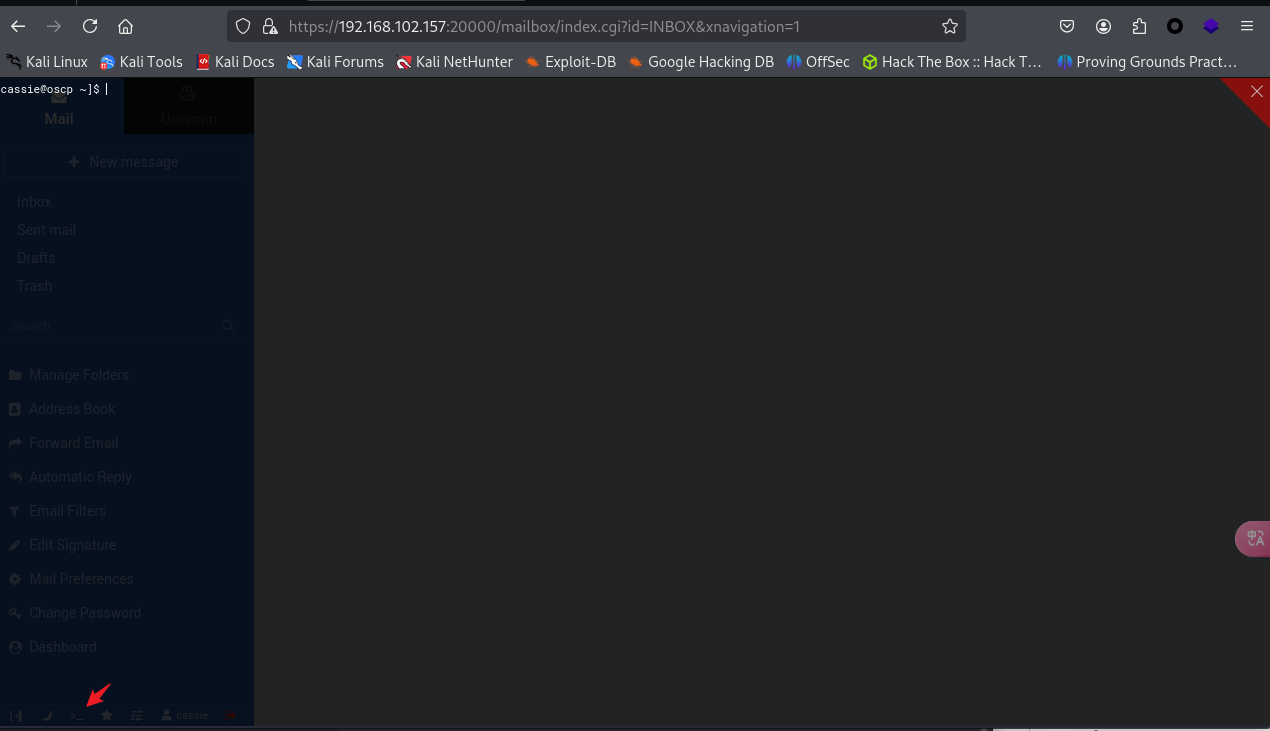 https://192.168.102.157:20000/mailbox/index.cgi?id=INBOX&xnavigation=1
Kali Linux Kali Tools Kali Docs Kali Forums Kali NetHunter Exploit-DB Google Hacking DB OffSec Hack The Box :: Hack T… Proving Grounds Pract…
cassie@oscp ~]$
Mail Usermin
New message
Inbox
Sent mail
Drafts
Trash
Search
Manage Folders
Address Book
Forward Email
Automatic Reply
Email Filters
Edit Signature
Mail Preferences
Change Password
Dashboard
cassie
中A